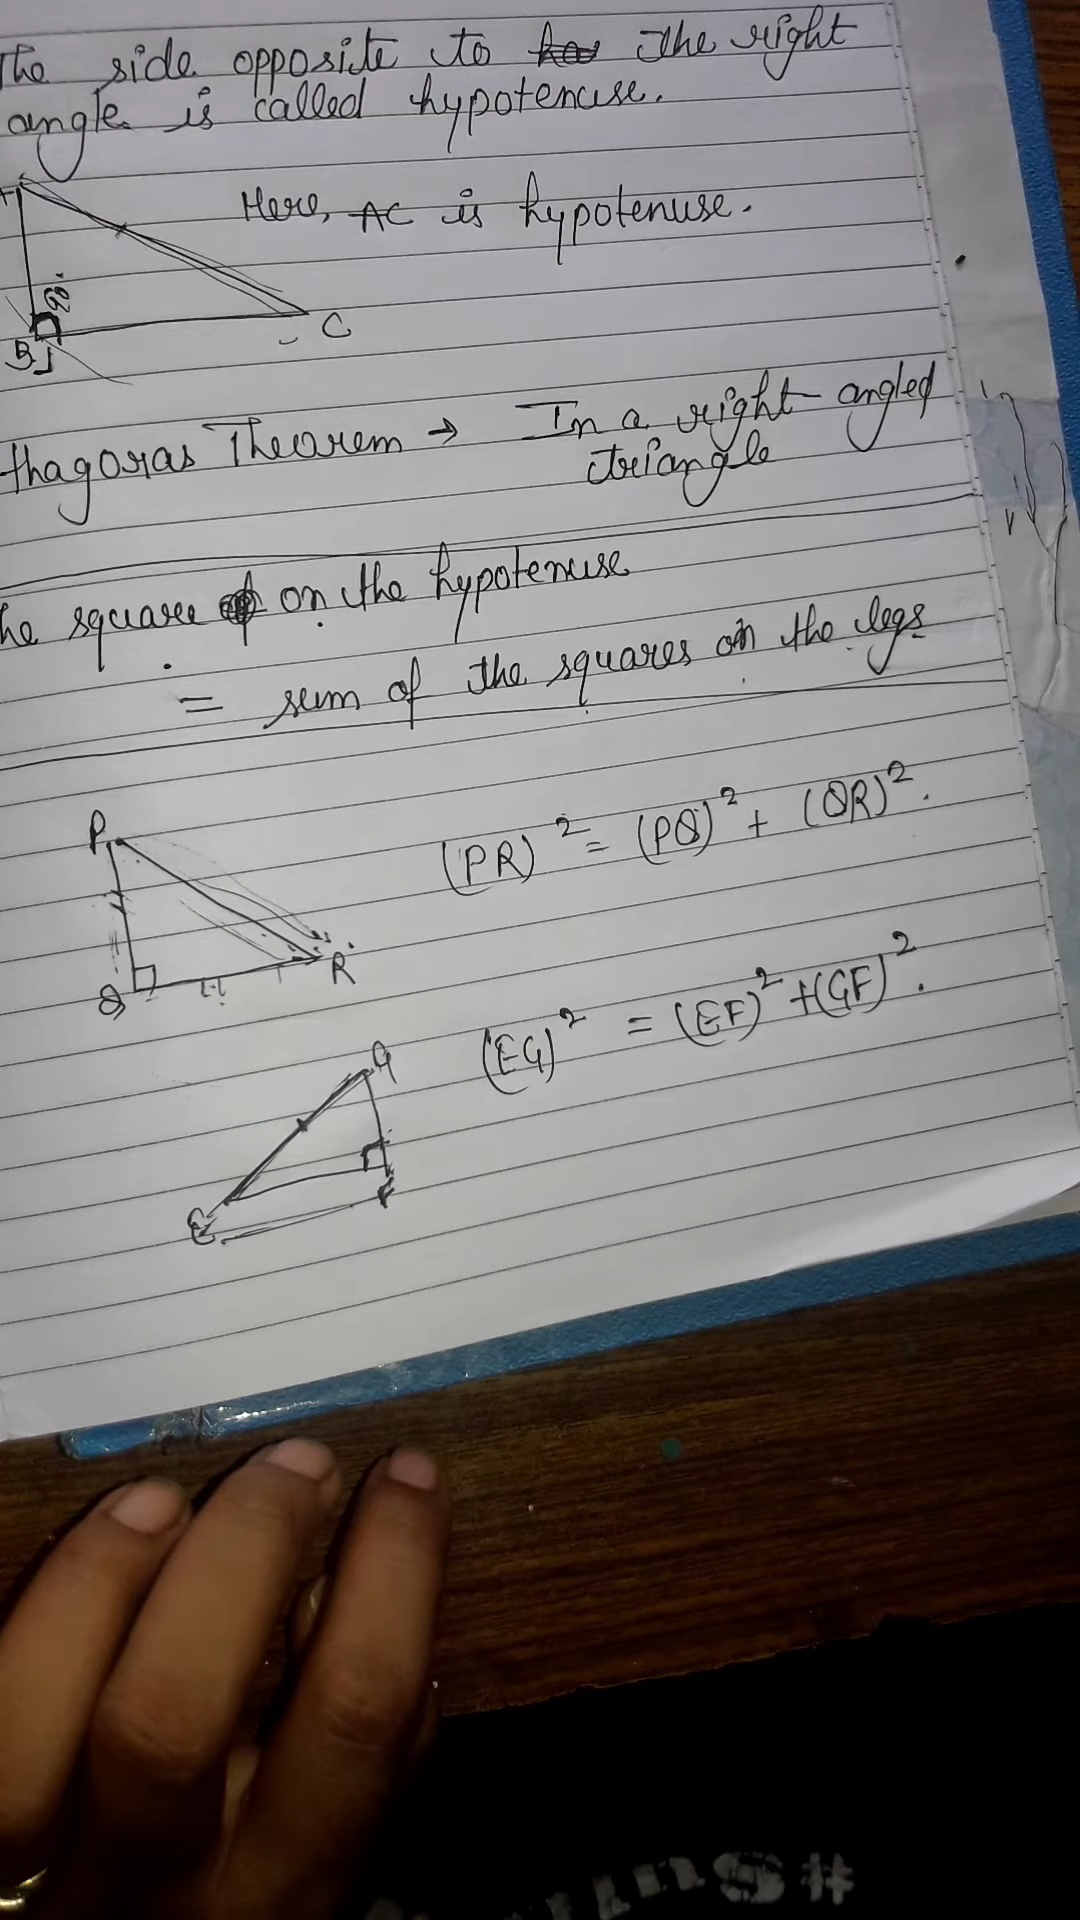 The side opposite to the right
angle is called hypotenuse.
Here, AC is hypotenuse.
90°
B
C
thagoras Theorem → In a right-angled
triangle
he square on the hypotenuse
= sum of the squares on the legs
P
(PR)² = (PQ)² + (QR)².
Q
R
G
(EG)² = (EF)² + (GF)².
E
F